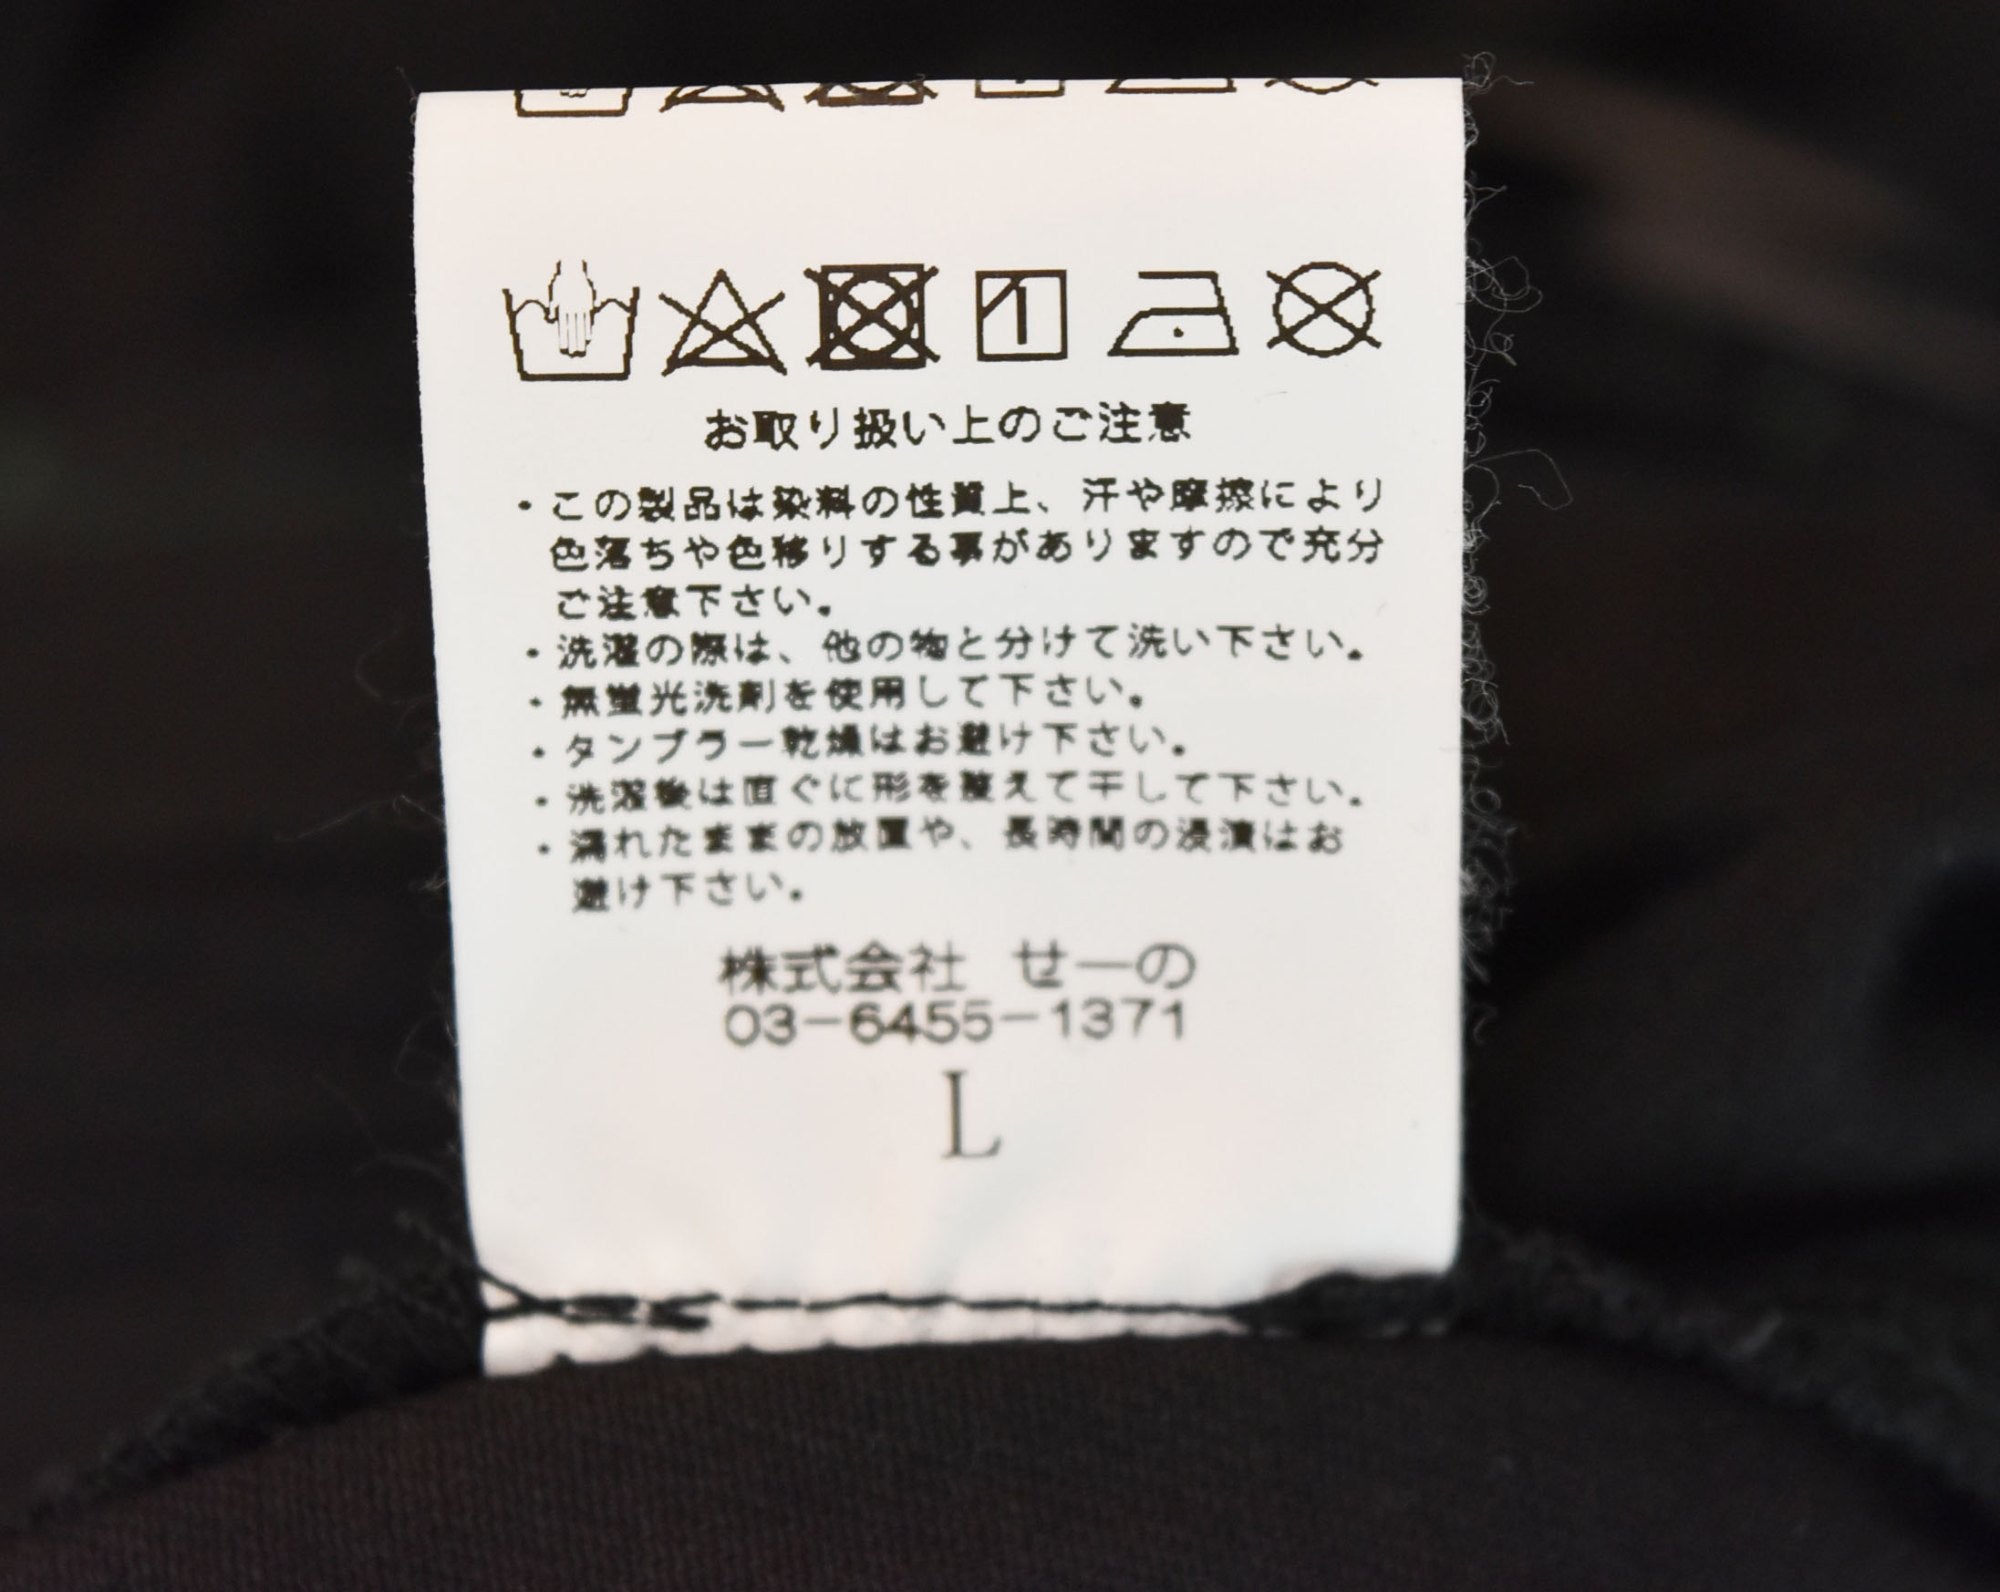 お取り扱い上のご注意
・この製品は染料の性質上、汗や摩擦により
色落ちや色移りする事がありますので充分
ご注意下さい。
・洗濯の際は、他の物と分けて洗い下さい。
・無蛍光洗剤を使用して下さい。
・タンブラー乾燥はお避け下さい。
・洗濯後は直ぐに形を整えて干して下さい。
・濡れたままの放置や、長時間の浸漬はお
避け下さい。
株式会社 せーの
03-6455-1371
L